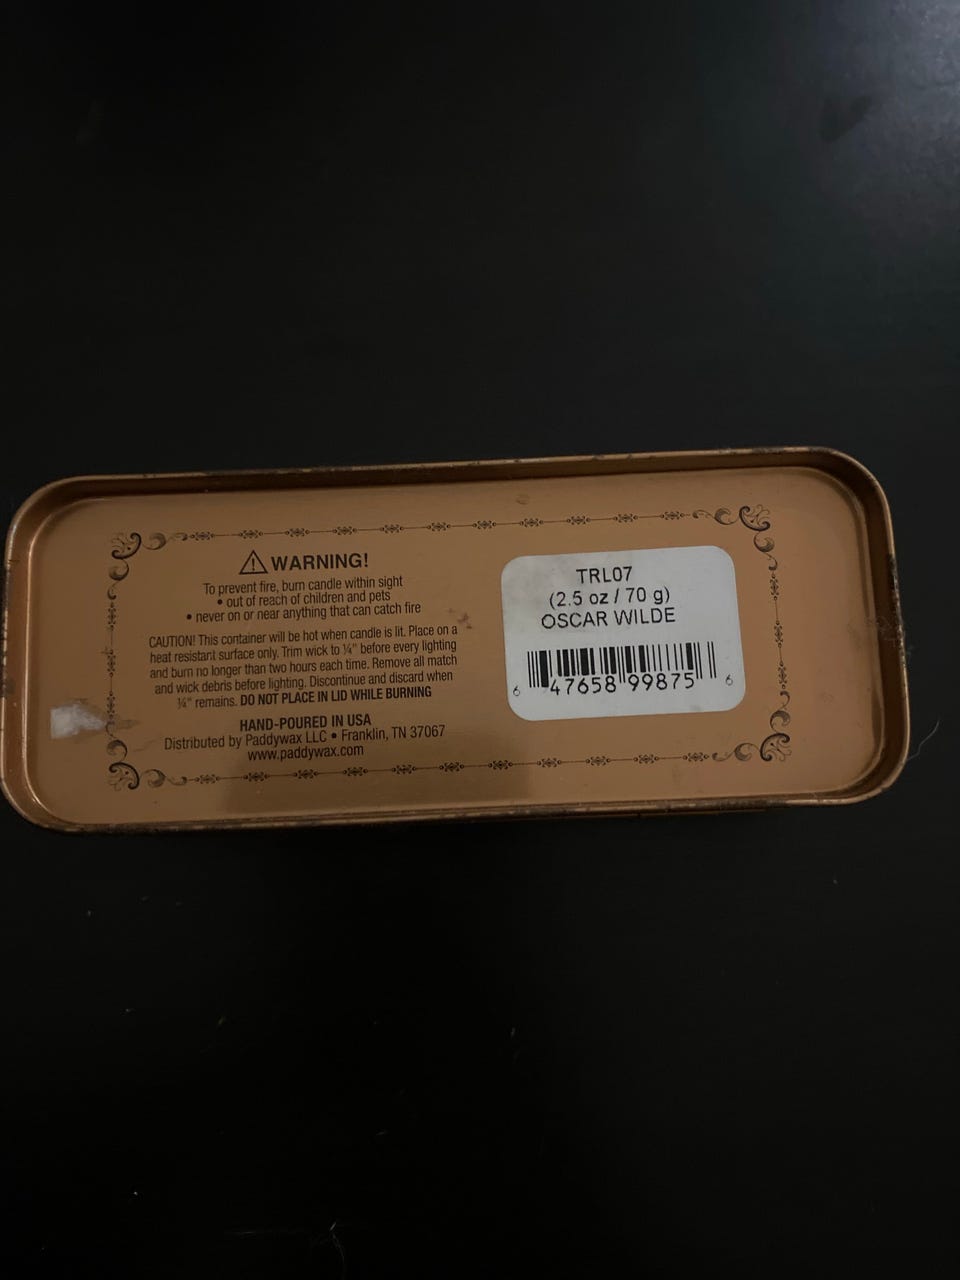 WARNING!
To prevent fire, burn candle within sight
• out of reach of children and pets
• never on or near anything that can catch fire
CAUTION! This container will be hot when candle is lit. Place on a
heat resistant surface only. Trim wick to ¼" before every lighting
and burn no longer than two hours each time. Remove all match
and wick debris before lighting. Discontinue and discard when
¼" remains. DO NOT PLACE IN LID WHILE BURNING
HAND-POURED IN USA
Distributed by Paddywax LLC • Franklin, TN 37067
www.paddywax.com
TRL07
(2.5 oz / 70 g)
OSCAR WILDE
6 47658 99875 6